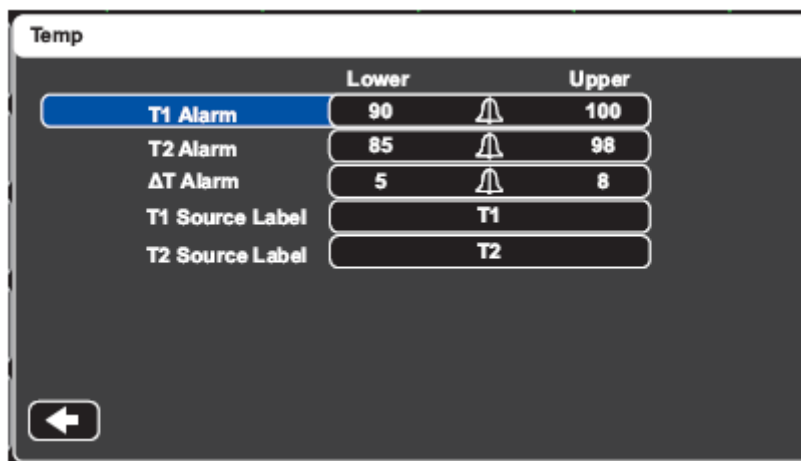 Temp
Lower Upper
T1 Alarm 90 100
T2 Alarm 85 98
ΔT Alarm 5 8
T1 Source Label T1
T2 Source Label T2